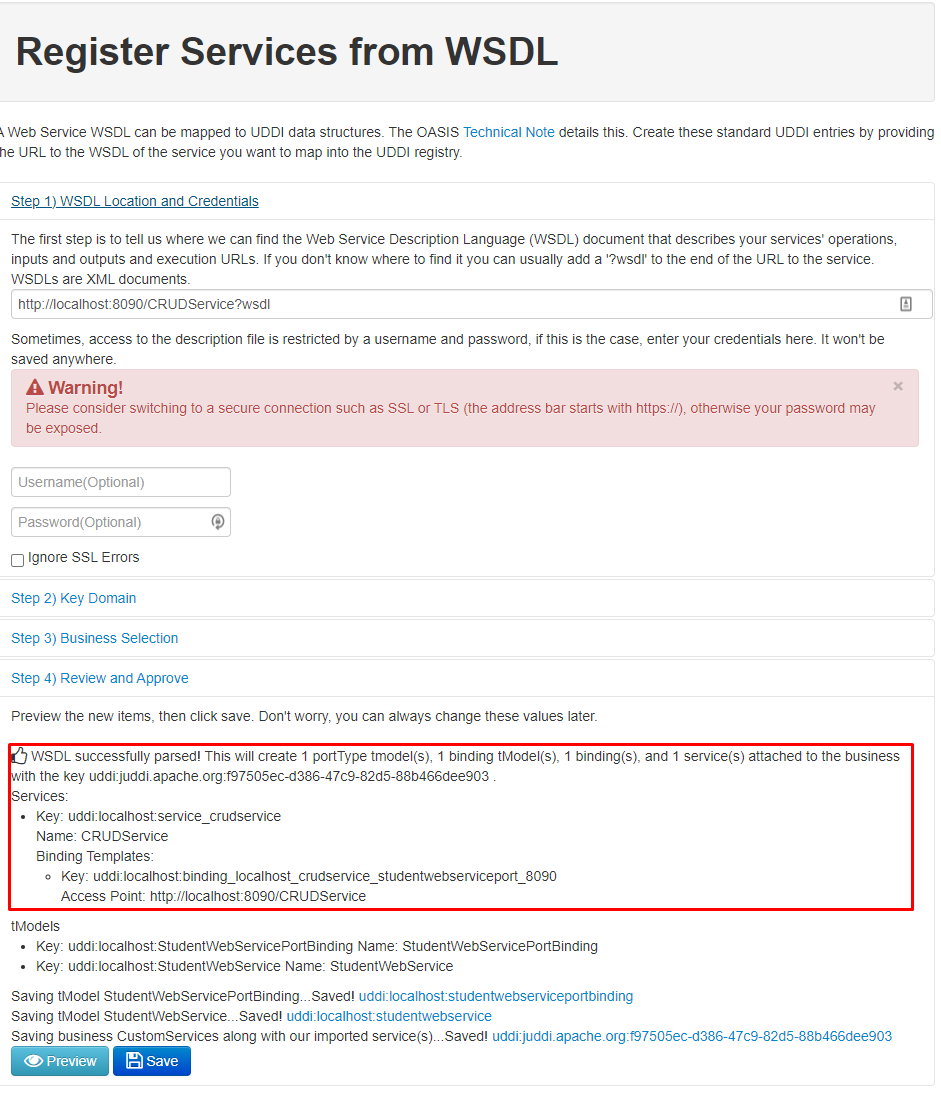 Register Services from WSDL
A Web Service WSDL can be mapped to UDDI data structures. The OASIS Technical Note details this. Create these standard UDDI entries by providing
he URL to the WSDL of the service you want to map into the UDDI registry.
Step 1) WSDL Location and Credentials
The first step is to tell us where we can find the Web Service Description Language (WSDL) document that describes your services' operations,
inputs and outputs and execution URLs. If you don't know where to find it you can usually add a '?wsdl' to the end of the URL to the service.
WSDLs are XML documents.
http://localhost:8090/CRUDService?wsdl
Sometimes, access to the description file is restricted by a username and password, if this is the case, enter your credentials here. It won't be
saved anywhere.
Warning!
×
Please consider switching to a secure connection such as SSL or TLS (the address bar starts with https://), otherwise your password may
be exposed.
Username(Optional)
Password(Optional)
Ignore SSL Errors
Step 2) Key Domain
Step 3) Business Selection
Step 4) Review and Approve
Preview the new items, then click save. Don't worry, you can always change these values later.
WSDL successfully parsed! This will create 1 portType tmodel(s), 1 binding tModel(s), 1 binding(s), and 1 service(s) attached to the business
with the key uddi:juddi.apache.org:f97505ec-d386-47c9-82d5-88b466dee903 .
Services:
• Key: uddi:localhost:service_crudservice
Name: CRUDService
Binding Templates:
◦ Key: uddi:localhost:binding_localhost_crudservice_studentwebserviceport_8090
Access Point: http://localhost:8090/CRUDService
tModels
• Key: uddi:localhost:StudentWebServicePortBinding Name: StudentWebServicePortBinding
• Key: uddi:localhost:StudentWebService Name: StudentWebService
Saving tModel StudentWebServicePortBinding...Saved! uddi:localhost:studentwebserviceportbinding
Saving tModel StudentWebService...Saved! uddi:localhost:studentwebservice
Saving business CustomServices along with our imported service(s)...Saved! uddi:juddi.apache.org:f97505ec-d386-47c9-82d5-88b466dee903
Preview Save